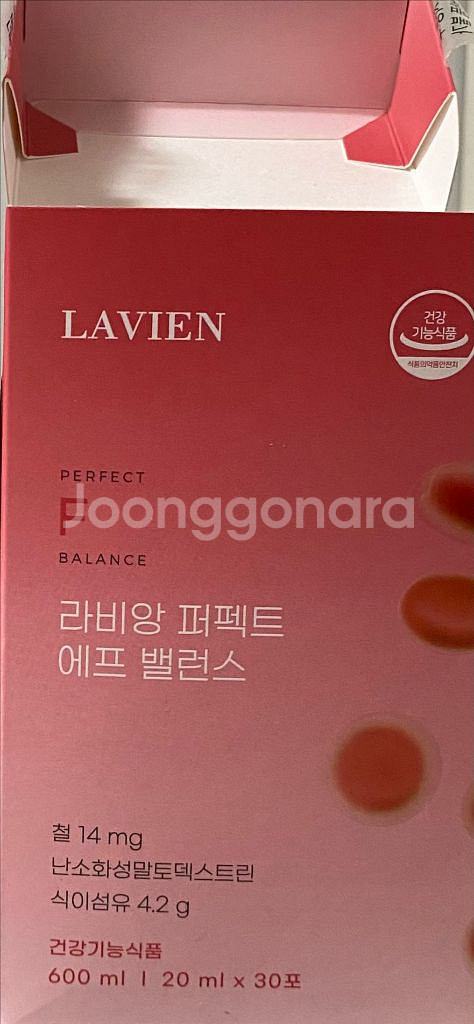 LAVIEN
건강
기능식품
식품의약품안전처
PERFECT
F
Joonggonara
BALANCE
라비앙 퍼펙트
에프 밸런스
철 14 mg
난소화성말토덱스트린
식이섬유 4.2 g
건강기능식품
600 ml | 20 ml x 30포